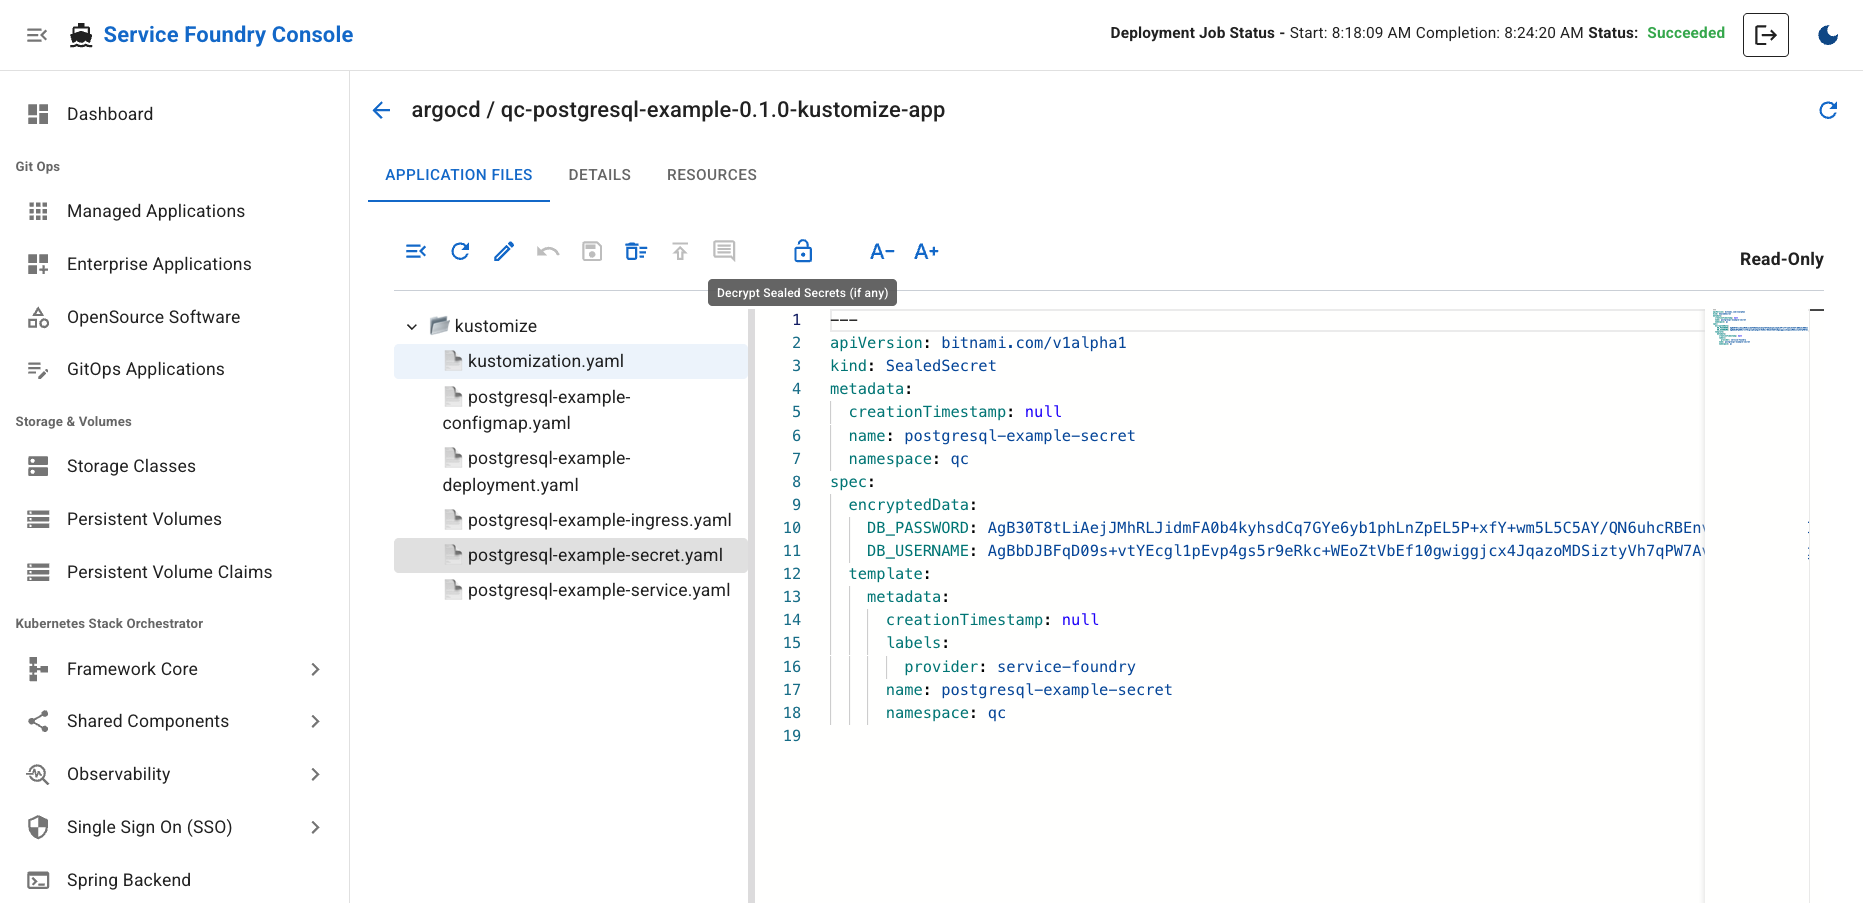 Service Foundry Console
Deployment Job Status - Start: 8:18:09 AM Completion: 8:24:20 AM Status: Succeeded
Dashboard
Git Ops
Managed Applications
Enterprise Applications
OpenSource Software
GitOps Applications
Storage & Volumes
Storage Classes
Persistent Volumes
Persistent Volume Claims
Kubernetes Stack Orchestrator
Framework Core
Shared Components
Observability
Single Sign On (SSO)
Spring Backend
argocd / qc-postgresql-example-0.1.0-kustomize-app
APPLICATION FILES DETAILS RESOURCES
A- A+
Read-Only
Decrypt Sealed Secrets (if any)
kustomize
kustomization.yaml
postgresql-example-
configmap.yaml
postgresql-example-
deployment.yaml
postgresql-example-ingress.yaml
postgresql-example-secret.yaml
postgresql-example-service.yaml
1 ---
2 apiVersion: bitnami.com/v1alpha1
3 kind: SealedSecret
4 metadata:
5 creationTimestamp: null
6 name: postgresql-example-secret
7 namespace: qc
8 spec:
9 encryptedData:
10 DB_PASSWORD: AgB30T8tLiAejJMhRLJidmFA0b4kyhsdCq7GYe6yb1phLnZpEL5P+xfY+wm5L5C5AY/QN6uhcRBEnv
11 DB_USERNAME: AgBbDJBFqD09s+vtYEcgl1pEvp4gs5r9eRkc+WEoZtVbEf10gwiggjcx4JqazoMDSiztyVh7qPW7Av
12 template:
13 metadata:
14 creationTimestamp: null
15 labels:
16 provider: service-foundry
17 name: postgresql-example-secret
18 namespace: qc
19